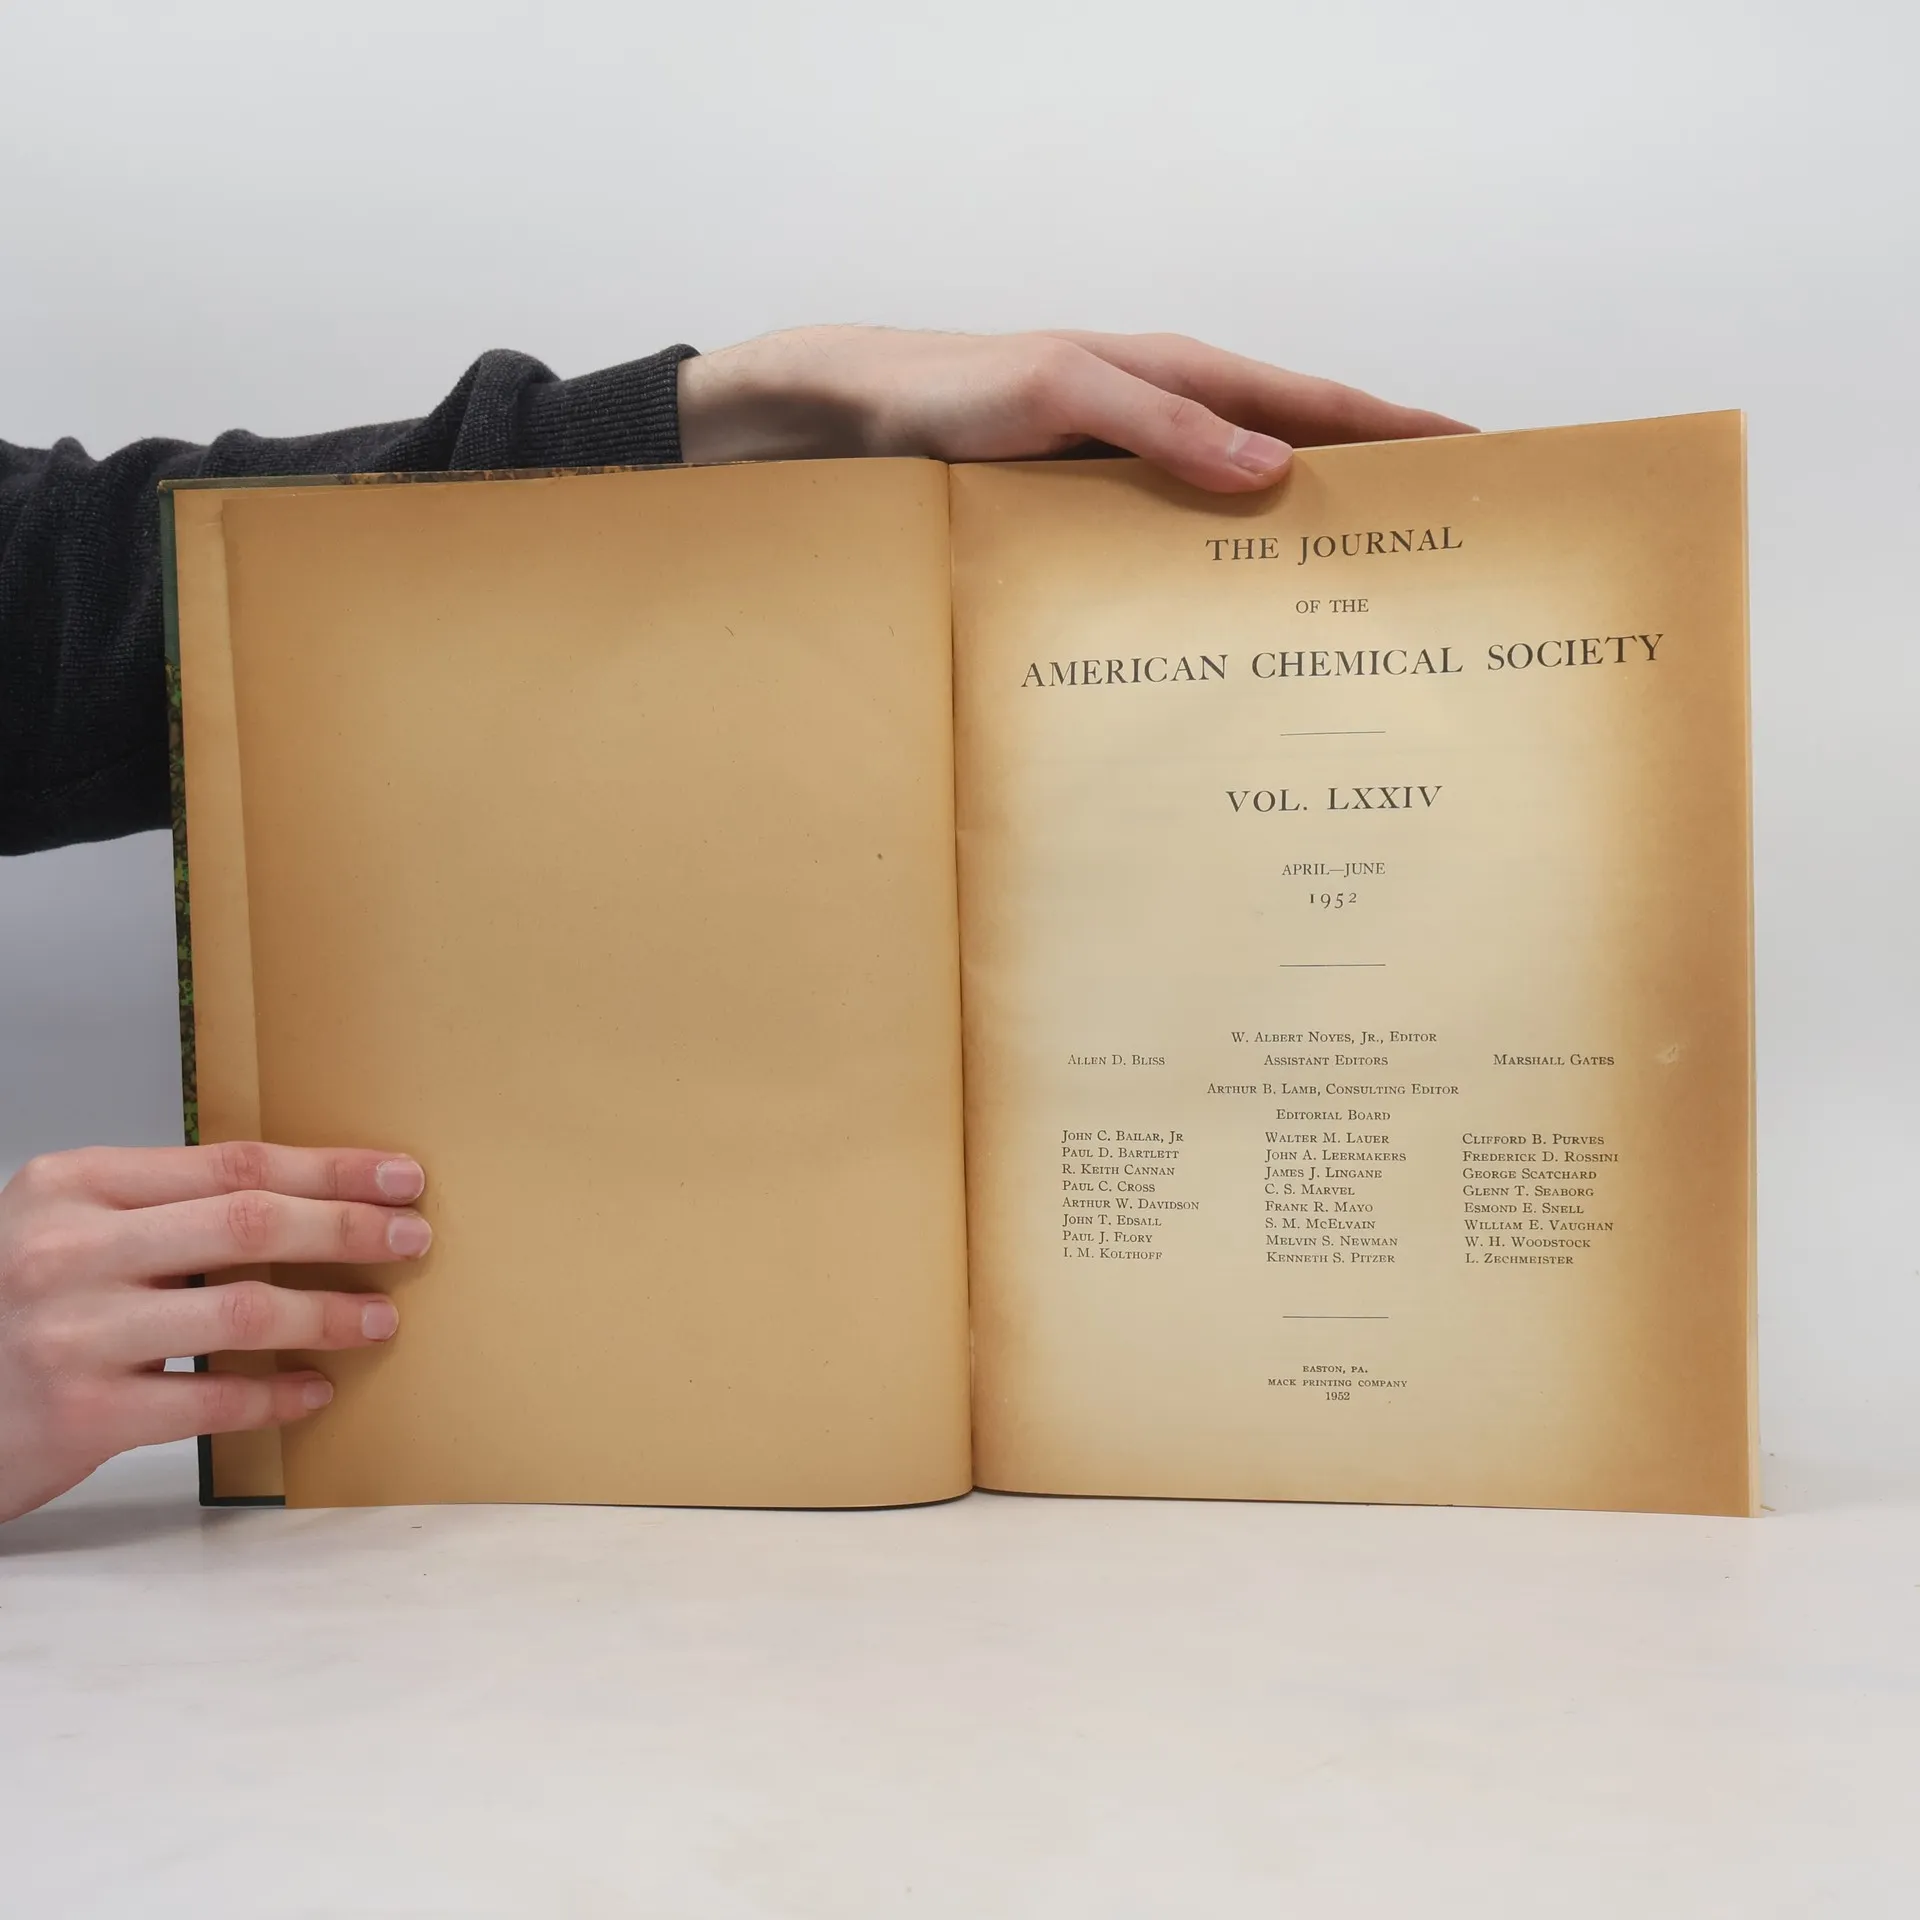 THE JOURNAL
OF THE
AMERICAN CHEMICAL SOCIETY
VOL. LXXIV
APRIL—JUNE
1952
W. ALBERT NOYES, JR., EDITOR
ALLEN D. BLISS ASSISTANT EDITORS MARSHALL GATES
ARTHUR B. LAMB, CONSULTING EDITOR
EDITORIAL BOARD
JOHN C. BAILAR, JR WALTER M. LAUER CLIFFORD B. PURVES
PAUL D. BARTLETT JOHN A. LEERMAKERS FREDERICK D. ROSSINI
R. KEITH CANNAN JAMES J. LINGANE GEORGE SCATCHARD
PAUL C. CROSS C. S. MARVEL GLENN T. SEABORG
ARTHUR W. DAVIDSON FRANK R. MAYO ESMOND E. SNELL
JOHN T. EDSALL S. M. MCELVAIN WILLIAM E. VAUGHAN
PAUL J. FLORY MELVIN S. NEWMAN W. H. WOODSTOCK
I. M. KOLTHOFF KENNETH S. PITZER L. ZECHMEISTER
EASTON, PA.
MACK PRINTING COMPANY
1952